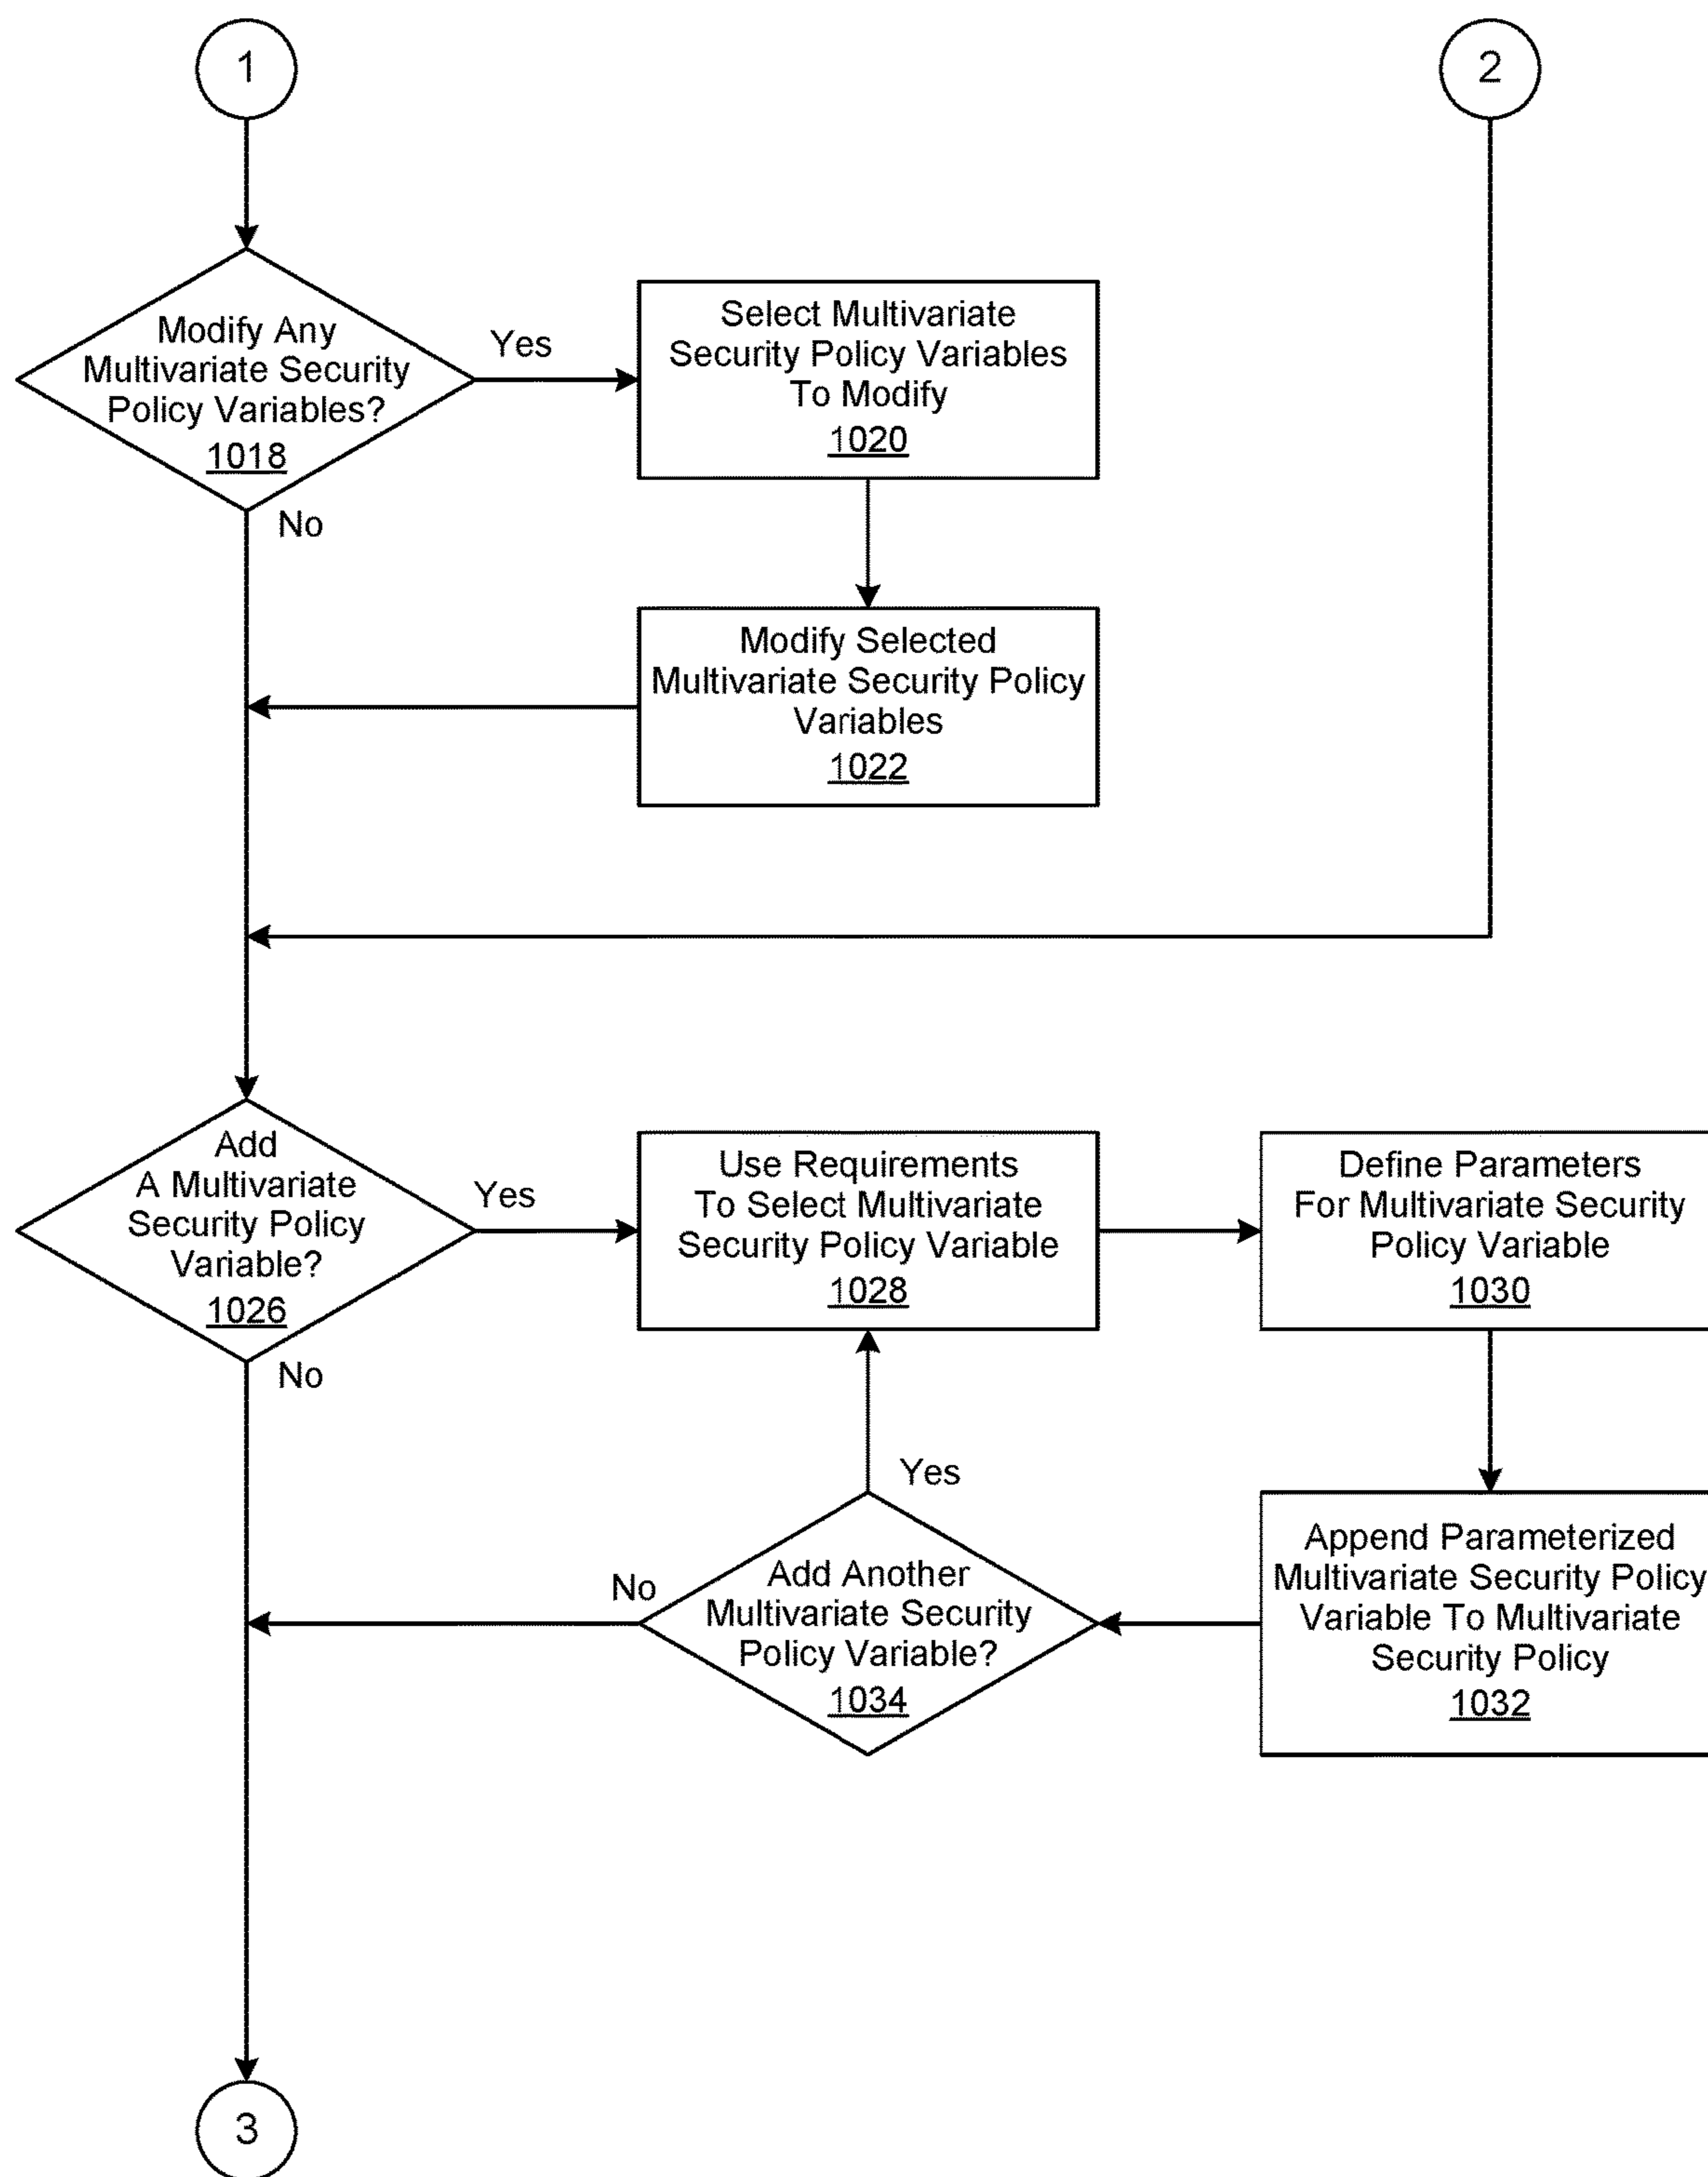 1
2
Modify Any
Multivariate Security
Policy Variables?
1018
Yes
No
Select Multivariate
Security Policy Variables
To Modify
1020
Modify Selected
Multivariate Security Policy
Variables
1022
Add
A Multivariate
Security Policy
Variable?
1026
Yes
No
Use Requirements
To Select Multivariate
Security Policy Variable
1028
Define Parameters
For Multivariate Security
Policy Variable
1030
Yes
No
Add Another
Multivariate Security
Policy Variable?
1034
Append Parameterized
Multivariate Security Policy
Variable To Multivariate
Security Policy
1032
3